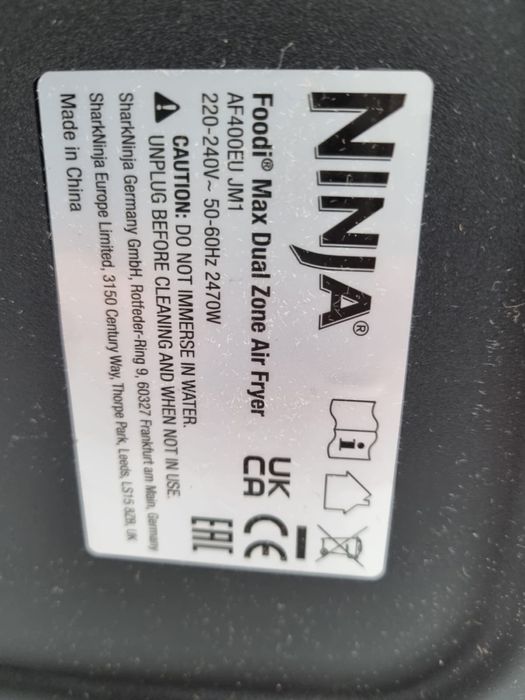 NINJA®
Foodi® Max Dual Zone Air Fryer
AF400EU JM1
220-240V~ 50-60Hz 2470W
CAUTION: DO NOT IMMERSE IN WATER.
UNPLUG BEFORE CLEANING AND WHEN NOT IN USE.
SharkNinja Germany GmbH, Rotfeder-Ring 9, 60327 Frankfurt am Main, Germany
SharkNinja Europe Limited, 3150 Century Way, Thorpe Park, Leeds, LS15 8ZB, UK
Made in China
UK
CA
CE
EAC